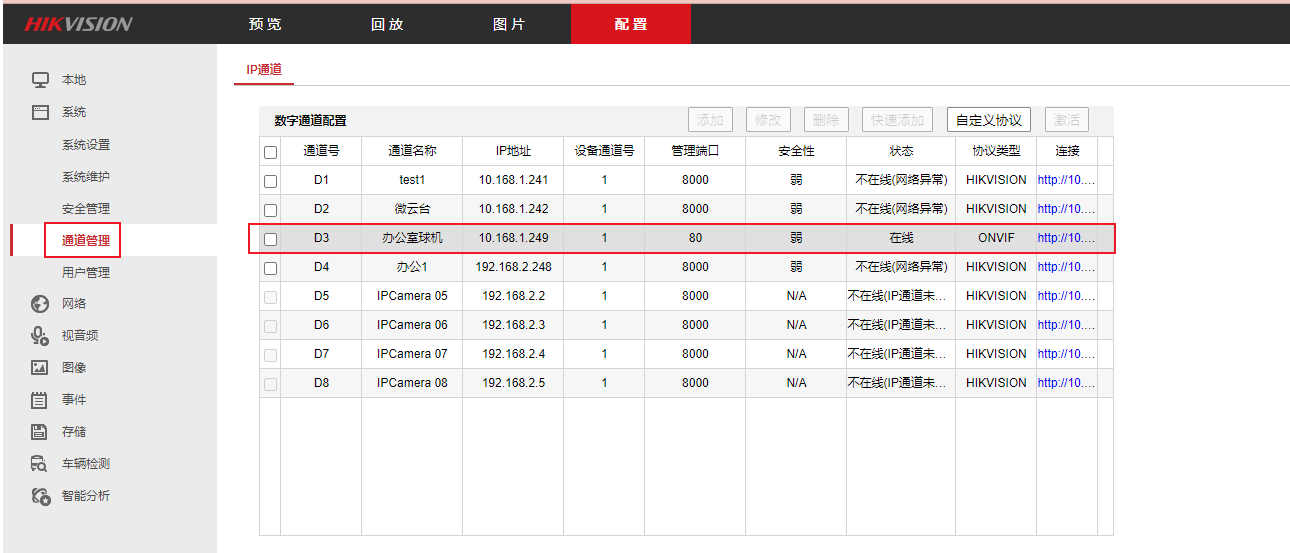 HIKVISION 预览 回放 图片 配置
本地
系统
系统设置
系统维护
安全管理
通道管理
用户管理
网络
视音频
图像
事件
存储
车辆检测
智能分析
IP通道
数字通道配置 添加 修改 删除 快速添加 自定义协议 激活
通道号 通道名称 IP地址 设备通道号 管理端口 安全性 状态 协议类型 连接
D1 test1 10.168.1.241 1 8000 弱 不在线(网络异常) HIKVISION http://10....
D2 微云台 10.168.1.242 1 8000 弱 不在线(网络异常) HIKVISION http://10....
D3 办公室球机 10.168.1.249 1 80 弱 在线 ONVIF http://10....
D4 办公1 192.168.2.248 1 8000 弱 不在线(网络异常) HIKVISION http://10....
D5 IPCamera 05 192.168.2.2 1 8000 N/A 不在线(IP通道未... HIKVISION http://10....
D6 IPCamera 06 192.168.2.3 1 8000 N/A 不在线(IP通道未... HIKVISION http://10....
D7 IPCamera 07 192.168.2.4 1 8000 N/A 不在线(IP通道未... HIKVISION http://10....
D8 IPCamera 08 192.168.2.5 1 8000 N/A 不在线(IP通道未... HIKVISION http://10....